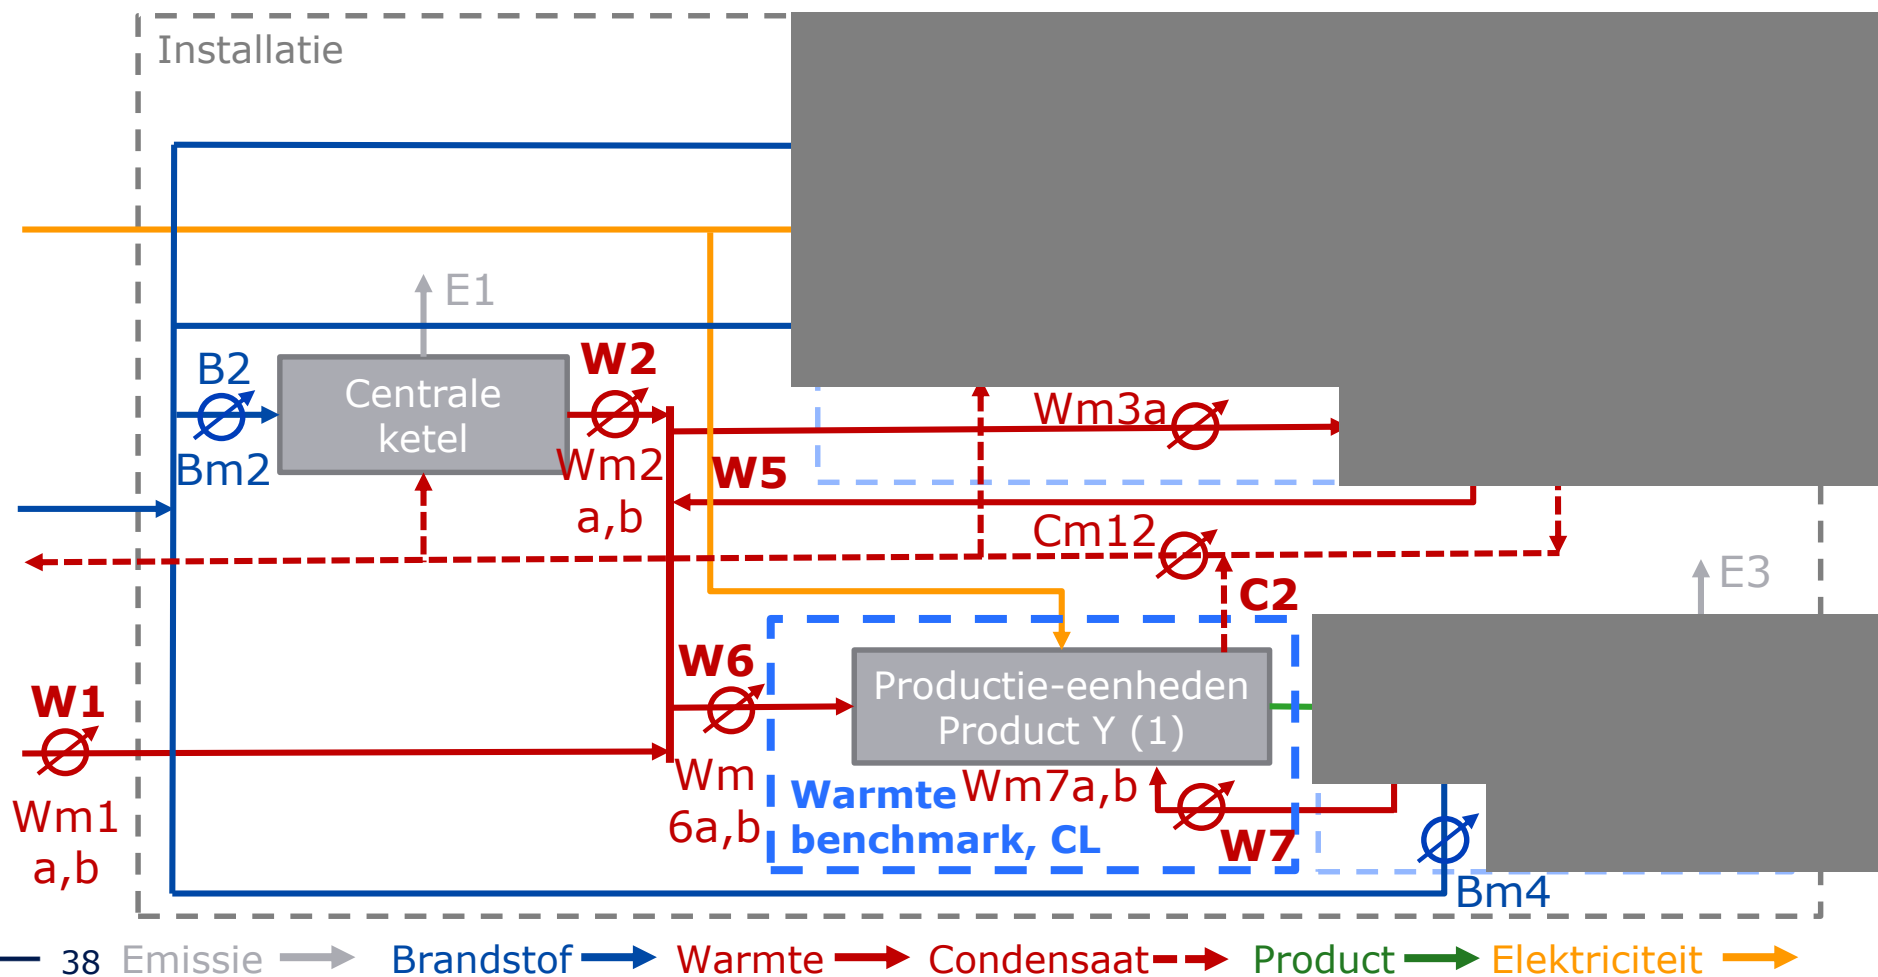 Installatie
E1
B2
Bm2
Centrale
ketel
W2
Wm2
a,b
Wm3a
W5
Cm12
C2
E3
W6
Wm
6a,b
W1
Wm1
a,b
Productie-eenheden
Product Y (1)
Wm7a,b
W7
Warmte
benchmark, CL
Bm4
38 Emissie Brandstof Warmte Condensaat Product Elektriciteit